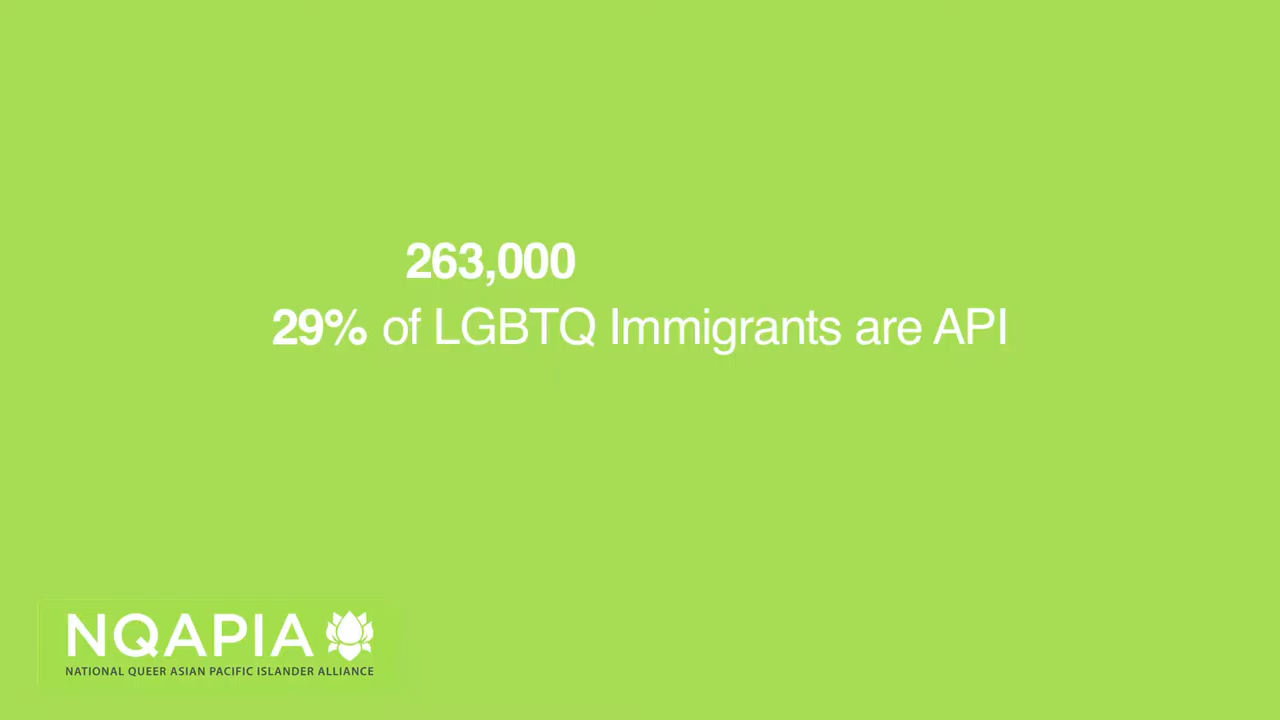 263,000
29% of LGBTQ Immigrants are API
NQAPIA
NATIONAL QUEER ASIAN PACIFIC ISLANDER ALLIANCE